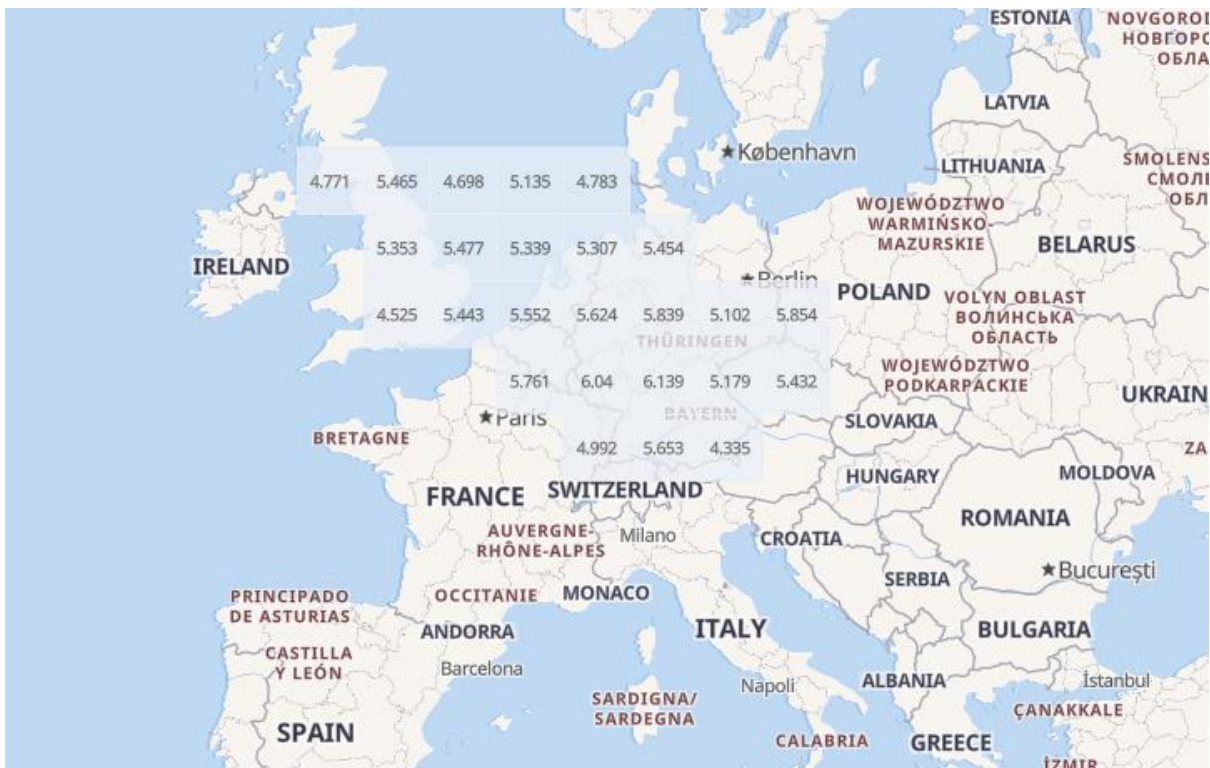 ESTONIA
НОВГОРО
ОБЛА
LATVIA
★København
LITHUANIA
SMOLENS
СМОЛЕ
ОБЛ
4.771 5.465 4.698 5.135 4.783
WOJEWÓDZTWO
WARMIŃSKO-
MAZURSKIE
BELARUS
IRELAND
5.353 5.477 5.339 5.307 5.454
★Berlin
POLAND
VOLYN OBLAST
ВОЛИНСЬКА
ОБЛАСТЬ
4.525 5.443 5.552 5.624 5.839 5.102 5.854
THÜRINGEN
WOJEWÓDZTWO
PODKARPACKIE
5.761 6.04 6.139 5.179 5.432
UKRAIN
★Paris
BAYERN
SLOVAKIA
BRETAGNE
4.992 5.653 4.335
ZA
HUNGARY
MOLDOVA
FRANCE
SWITZERLAND
ROMANIA
AUVERGNE-
RHÔNE-ALPES
Milano
CROATIA
★București
SERBIA
PRINCIPADO
DE ASTURIAS
OCCITANIE
MONACO
ANDORRA
ITALY
BULGARIA
CASTILLA
Y LEÓN
Barcelona
Napoli
ALBANIA
İstanbul
SARDIGNA/
SARDEGNA
ÇANAKKALE
SPAIN
CALABRIA
GREECE
İZMİR